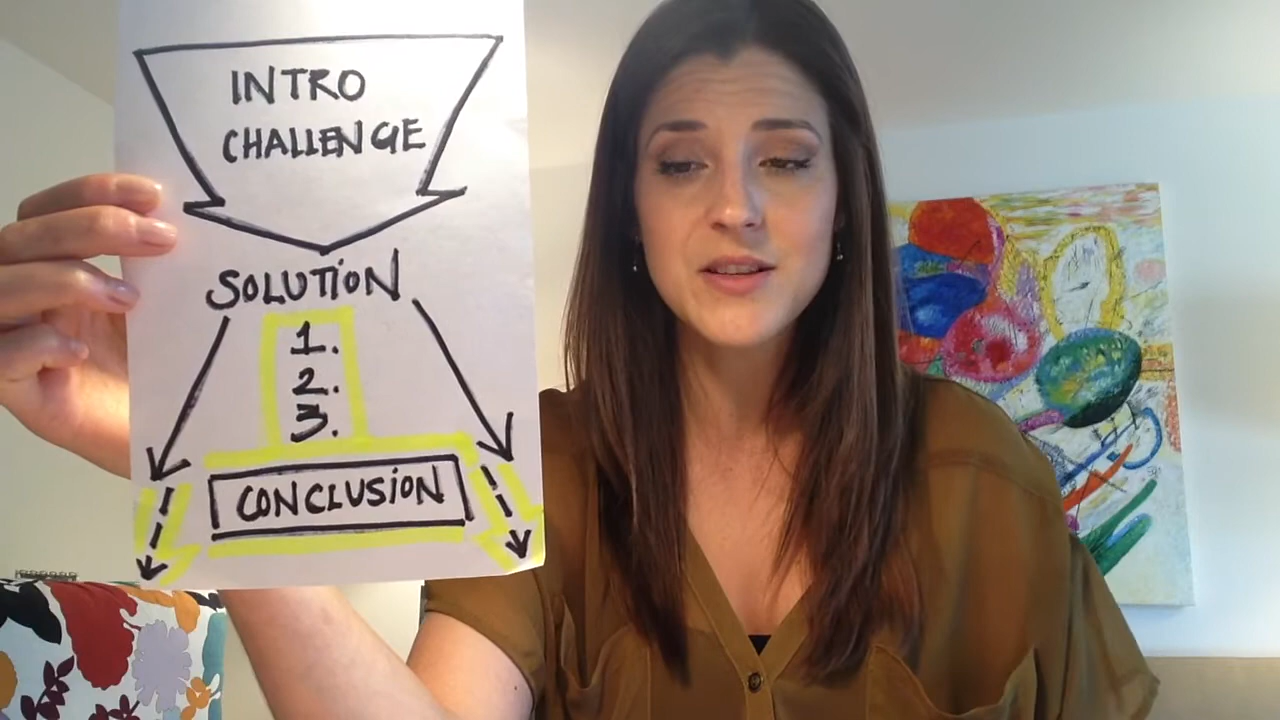 INTRO
CHALLENGE
SOLUTiON
1.
2.
3.
CONCLUSiON